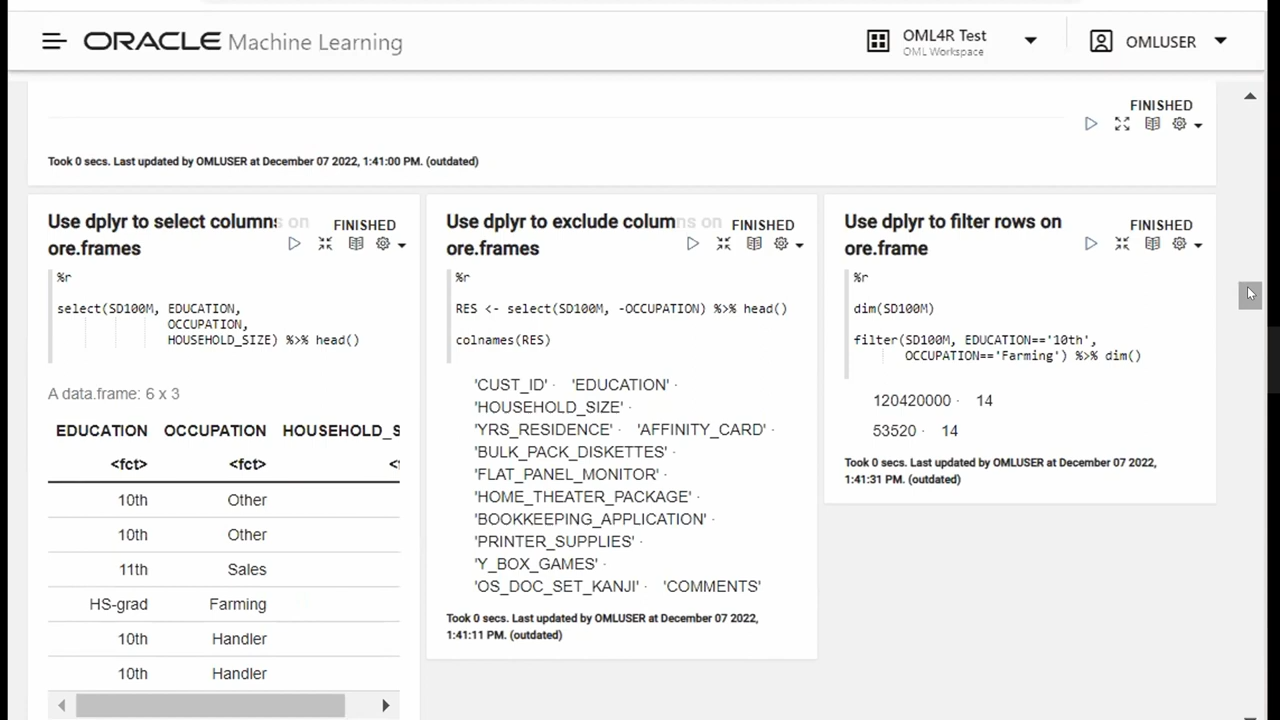 ORACLE Machine Learning
OML4R Test
OML Workspace
OMLUSER
FINISHED
Took 0 secs. Last updated by OMLUSER at December 07 2022, 1:41:00 PM. (outdated)
Use dplyr to select columns on
ore.frames
FINISHED
%r
select(SD100M, EDUCATION,
OCCUPATION,
HOUSEHOLD_SIZE) %>% head()
A data.frame: 6 x 3
EDUCATION OCCUPATION HOUSEHOLD_S
<fct> <fct> <f
10th Other
10th Other
11th Sales
HS-grad Farming
10th Handler
10th Handler
Use dplyr to exclude columns on
ore.frames
FINISHED
%r
RES <- select(SD100M, -OCCUPATION) %>% head()
colnames(RES)
'CUST_ID' · 'EDUCATION' ·
'HOUSEHOLD_SIZE' ·
'YRS_RESIDENCE' · 'AFFINITY_CARD' ·
'BULK_PACK_DISKETTES' ·
'FLAT_PANEL_MONITOR' ·
'HOME_THEATER_PACKAGE' ·
'BOOKKEEPING_APPLICATION' ·
'PRINTER_SUPPLIES' ·
'Y_BOX_GAMES' ·
'OS_DOC_SET_KANJI' · 'COMMENTS'
Took 0 secs. Last updated by OMLUSER at December 07 2022,
1:41:11 PM. (outdated)
Use dplyr to filter rows on
ore.frame
FINISHED
%r
dim(SD100M)
filter(SD100M, EDUCATION=='10th',
OCCUPATION=='Farming') %>% dim()
120420000 · 14
53520 · 14
Took 0 secs. Last updated by OMLUSER at December 07 2022,
1:41:31 PM. (outdated)